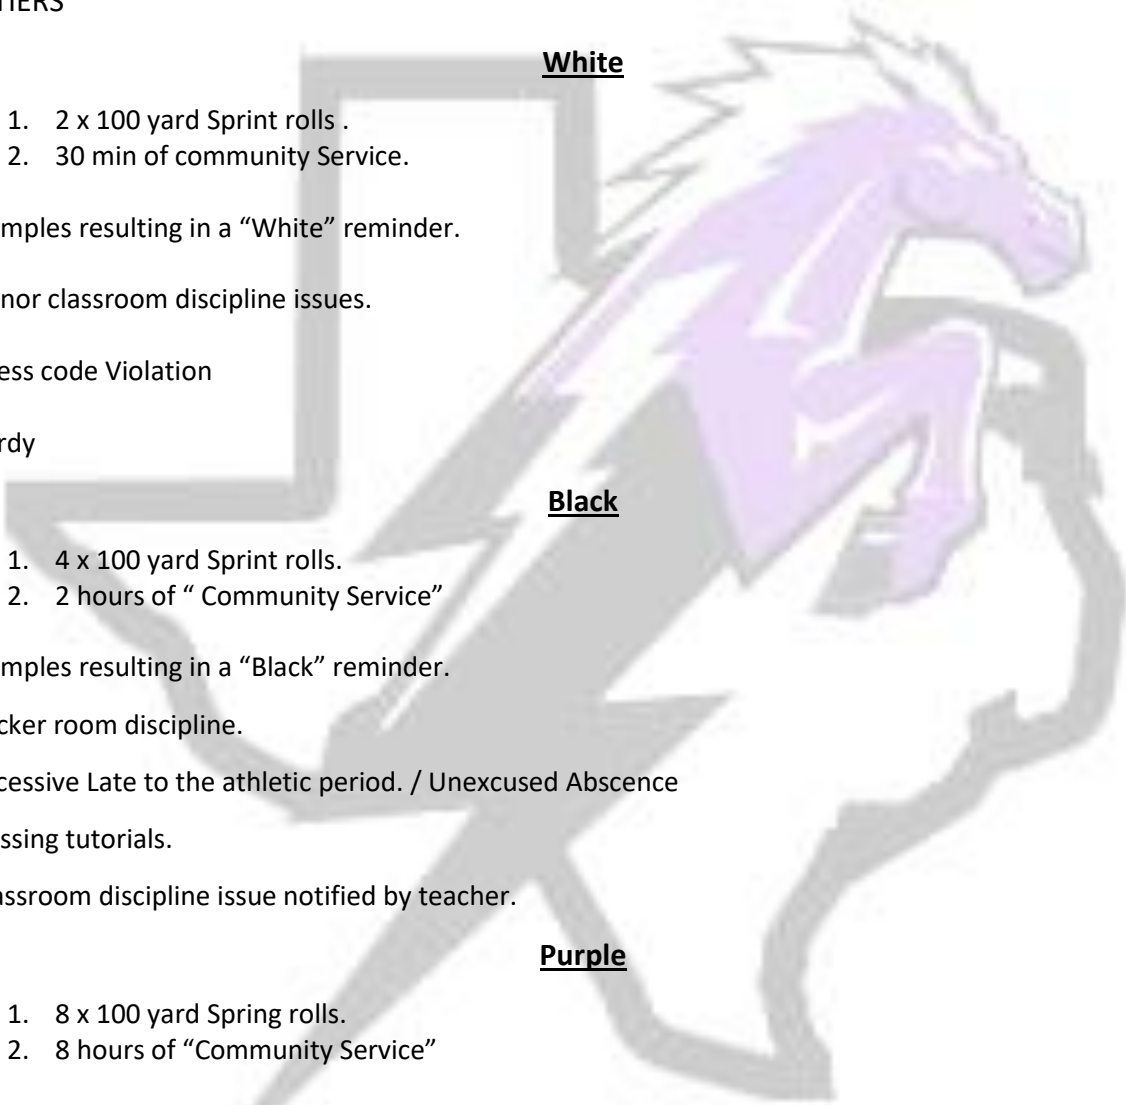 TIERS
White
1. 2 x 100 yard Sprint rolls .
2. 30 min of community Service.
mples resulting in a “White” reminder.
nor classroom discipline issues.
ess code Violation
rdy
Black
1. 4 x 100 yard Sprint rolls.
2. 2 hours of “ Community Service”
mples resulting in a “Black” reminder.
cker room discipline.
cessive Late to the athletic period. / Unexcused Abscence
ssing tutorials.
assroom discipline issue notified by teacher.
Purple
1. 8 x 100 yard Spring rolls.
2. 8 hours of “Community Service”